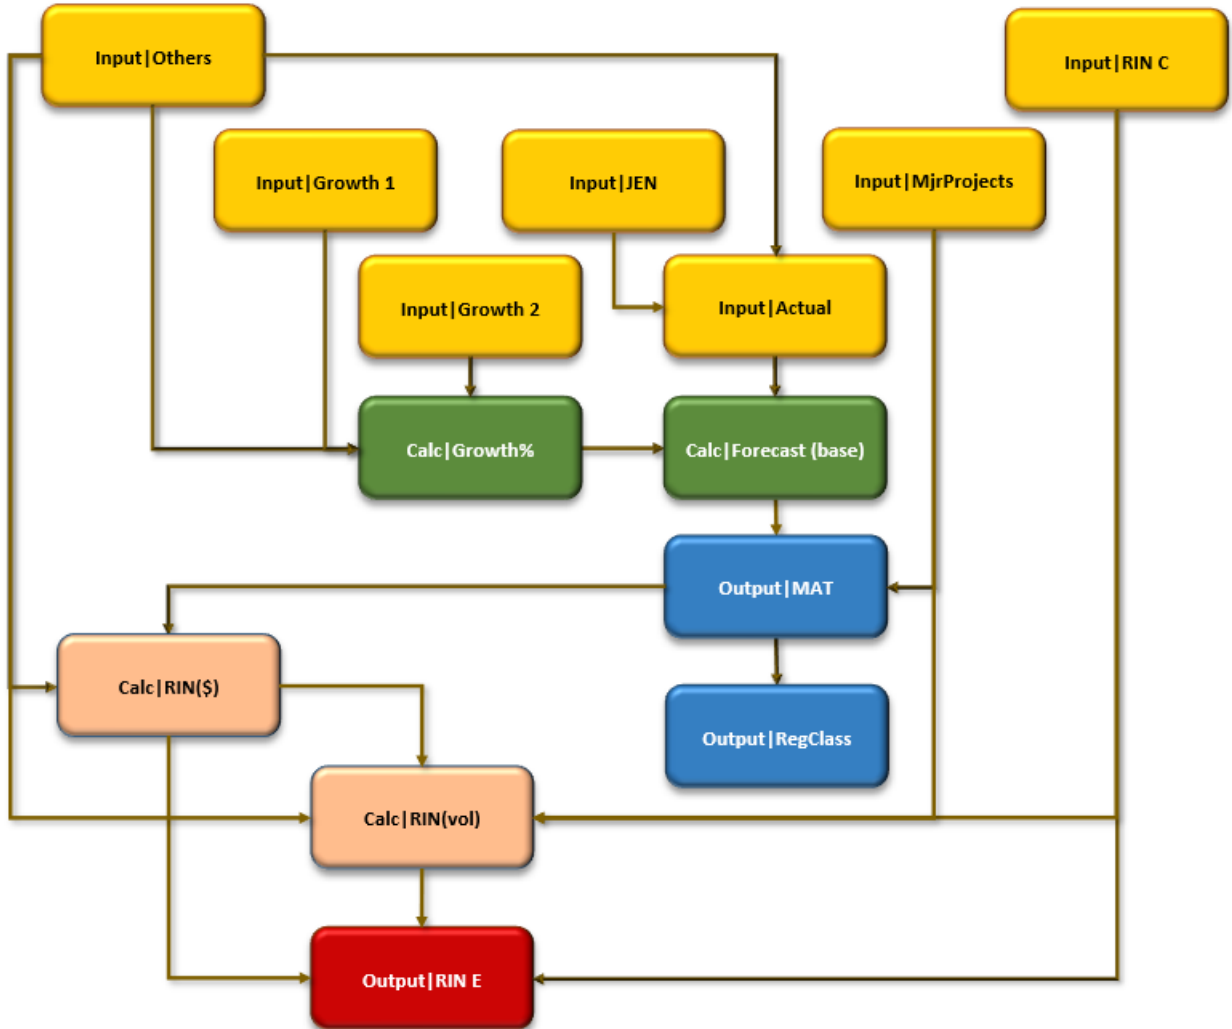 Input|Others
Input|RIN C
Input|Growth 1
Input|JEN
Input|MjrProjects
Input|Growth 2
Input|Actual
Calc|Growth%
Calc|Forecast (base)
Output|MAT
Calc|RIN($)
Output|RegClass
Calc|RIN(vol)
Output|RIN E